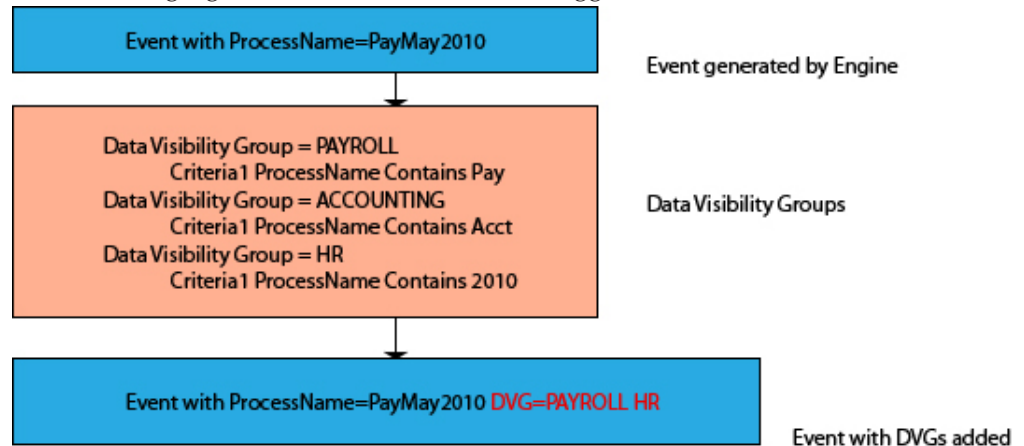 Event with ProcessName=PayMay2010
Event generated by Engine
Data Visibility Group = PAYROLL
Criteria1 ProcessName Contains Pay
Data Visibility Group = ACCOUNTING
Criteria1 ProcessName Contains Acct
Data Visibility Group = HR
Criteria1 ProcessName Contains 2010
Data Visibility Groups
Event with ProcessName=PayMay2010 DVG=PAYROLL HR
Event with DVGs added